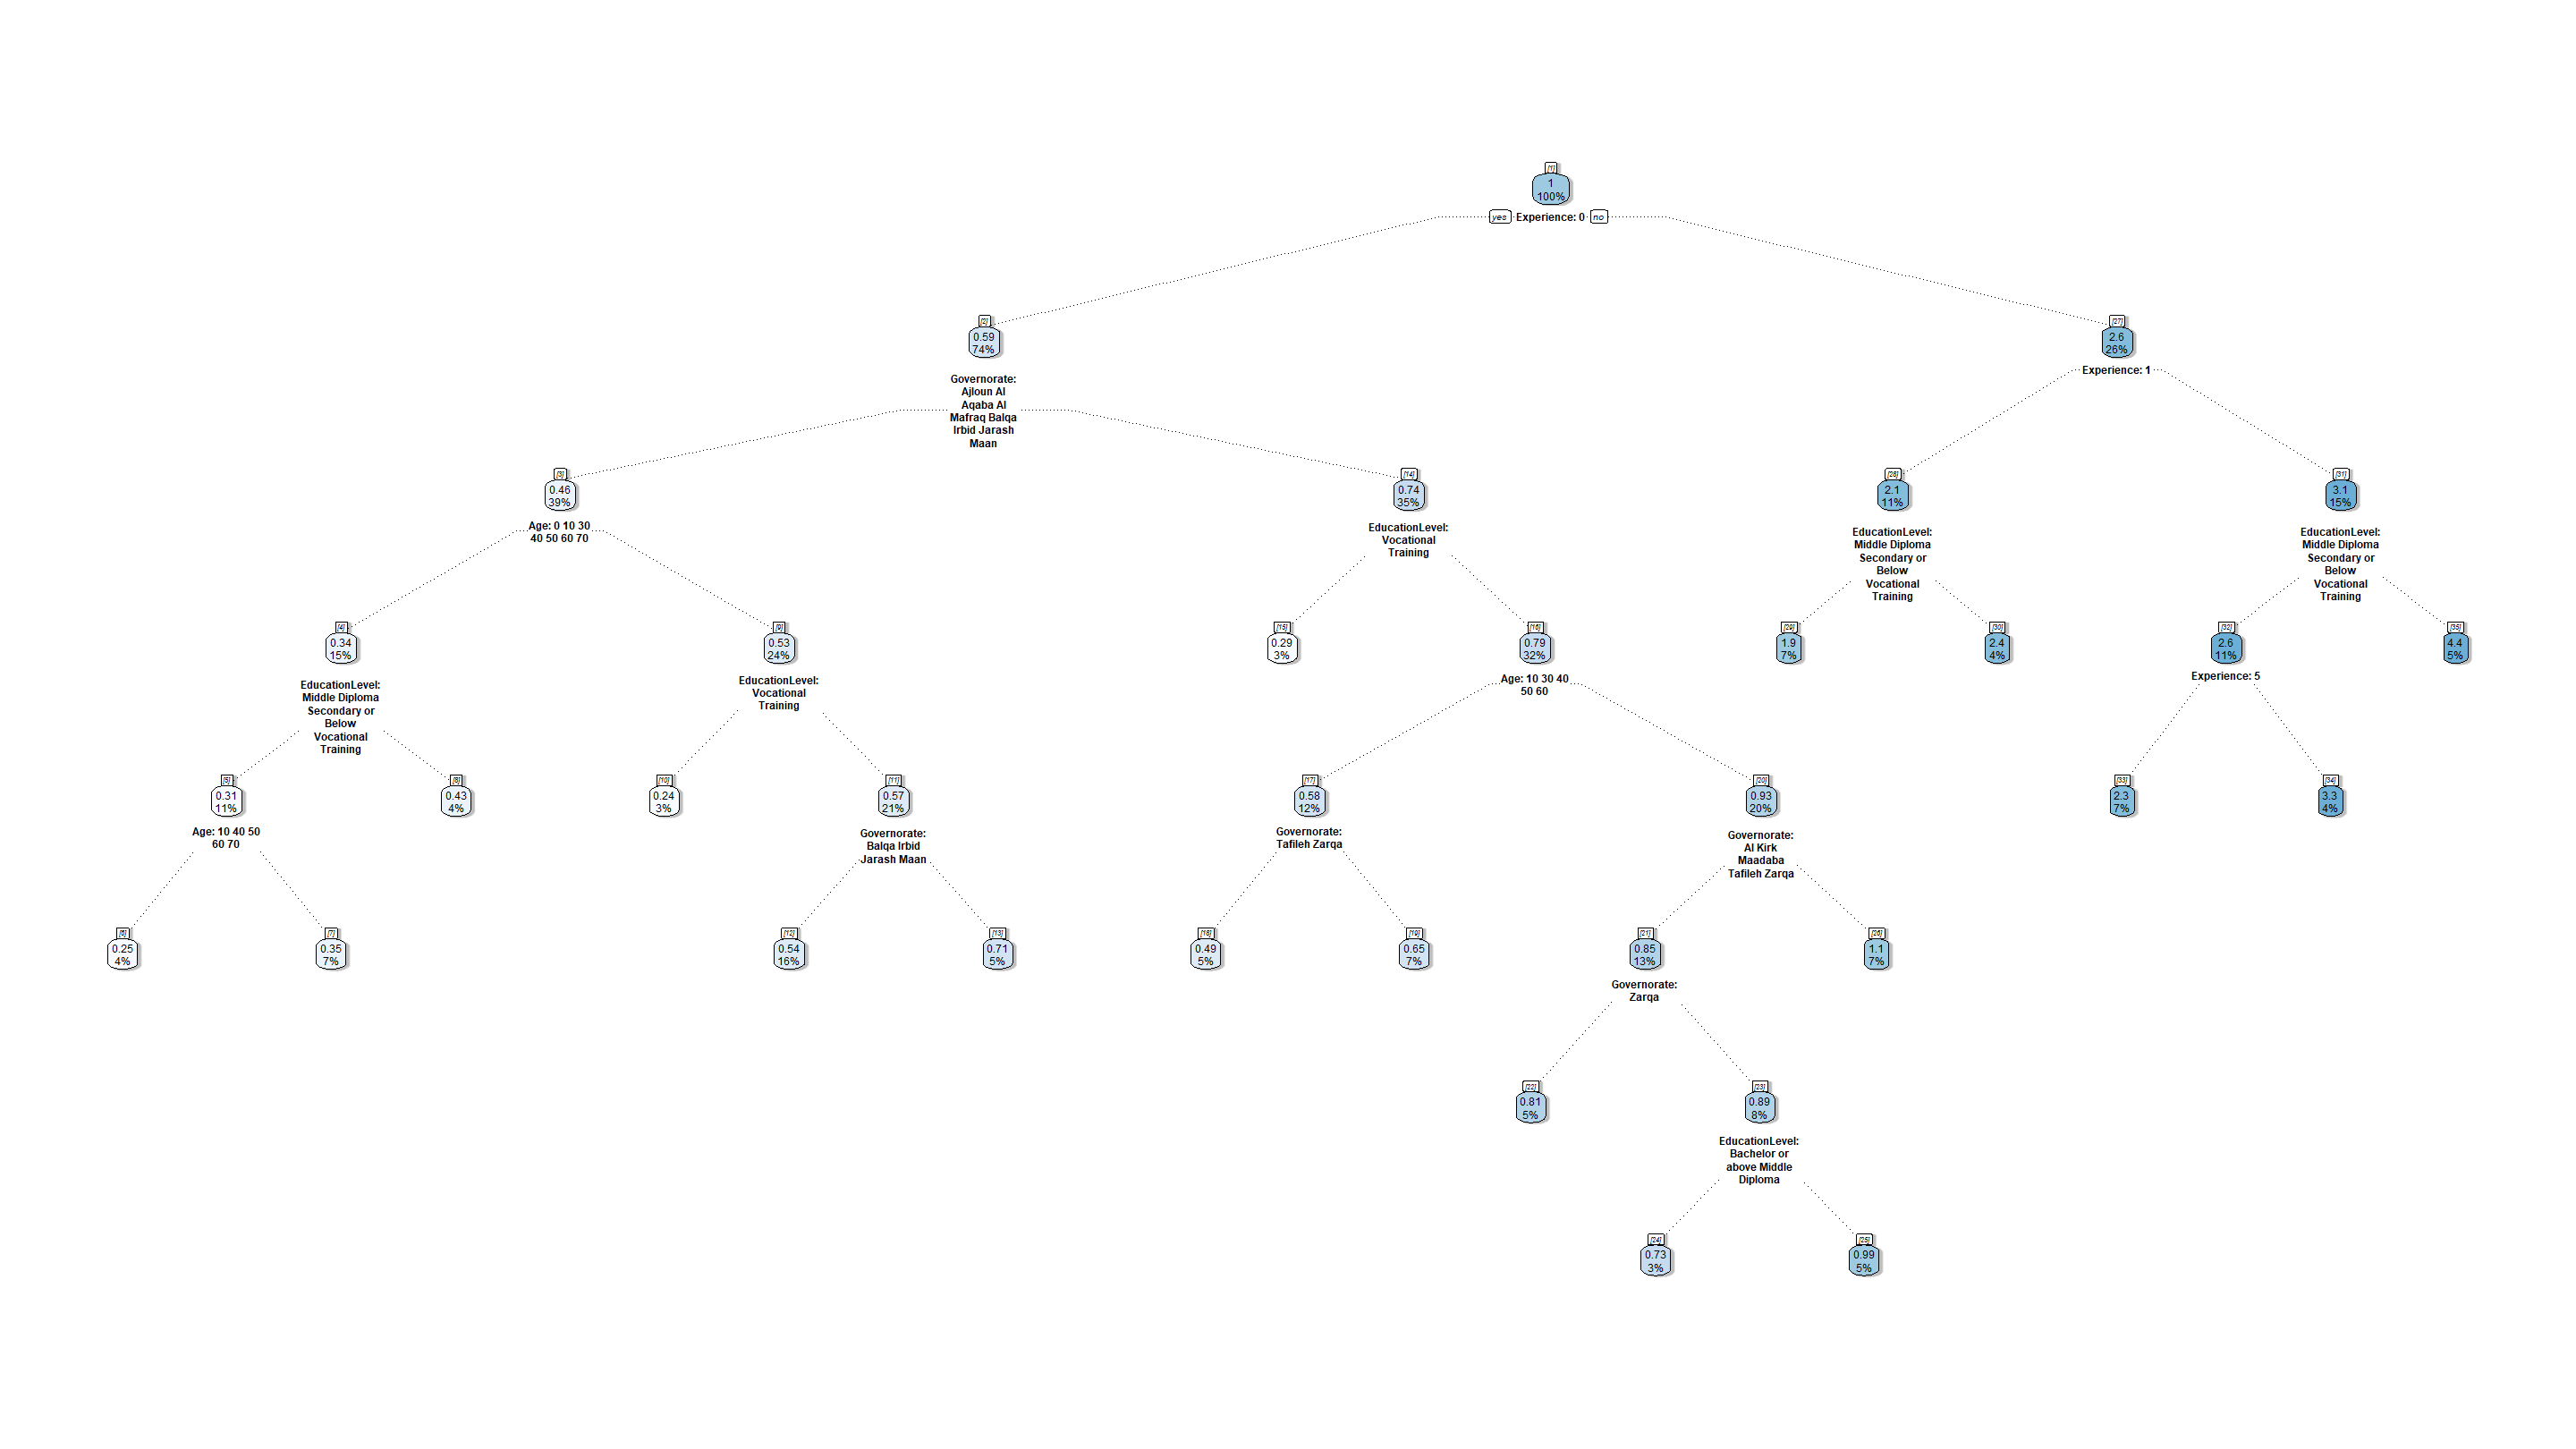 [1]
1
100%
yes Experience: 0 no
[2]
0.59
74%
[27]
2.6
26%
Governorate:
Ajloun Al
Aqaba Al
Mafraq Balqa
Irbid Jarash
Maan
Experience: 1
[3]
0.46
39%
[14]
0.74
35%
[28]
2.1
11%
[31]
3.1
15%
Age: 0 10 30
40 50 60 70
EducationLevel:
Vocational
Training
EducationLevel:
Middle Diploma
Secondary or
Below
Vocational
Training
EducationLevel:
Middle Diploma
Secondary or
Below
Vocational
Training
[4]
0.34
15%
[9]
0.53
24%
[15]
0.29
3%
[16]
0.79
32%
[29]
1.9
7%
[30]
2.4
4%
[32]
2.6
11%
[35]
4.4
5%
EducationLevel:
Middle Diploma
Secondary or
Below
Vocational
Training
EducationLevel:
Vocational
Training
Age: 10 30 40
50 60
Experience: 5
[5]
0.31
11%
[8]
0.43
4%
[10]
0.24
3%
[11]
0.57
21%
[17]
0.58
12%
[20]
0.93
20%
[33]
2.3
7%
[34]
3.3
4%
Age: 10 40 50
60 70
Governorate:
Balqa Irbid
Jarash Maan
Governorate:
Tafileh Zarqa
Governorate:
Al Kirk
Maadaba
Tafileh Zarqa
[6]
0.25
4%
[7]
0.35
7%
[12]
0.54
16%
[13]
0.71
5%
[18]
0.49
5%
[19]
0.65
7%
[21]
0.85
13%
[26]
1.1
7%
Governorate:
Zarqa
[22]
0.81
5%
[23]
0.89
8%
EducationLevel:
Bachelor or
above Middle
Diploma
[24]
0.73
3%
[25]
0.99
5%